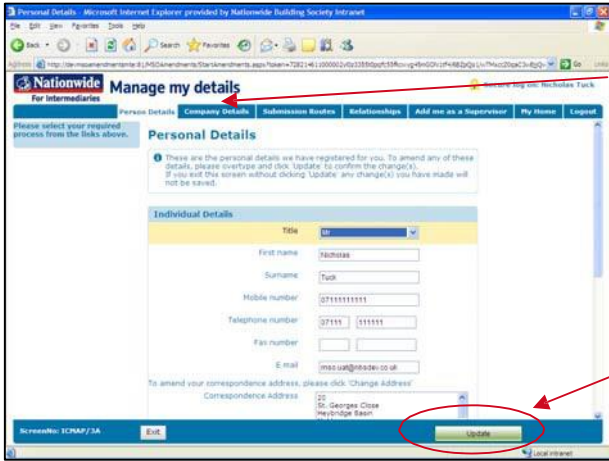 Personal Details - Microsoft Internet Explorer provided by Nationwide Building Society Intranet
File Edit View Favorites Tools Help
Back Search Favorites
Address Go Links
Nationwide
For Intermediaries
Manage my details
Secure log on: Nicholas Tuck
Person Details Company Details Submission Routes Relationships Add me as a Supervisor My Home Logout
Please select your required
process from the links above.
Personal Details
These are the personal details we have registered for you. To amend any of these
details, please overtype and click 'Update' to confirm the change(s).
If you exit this screen without clicking 'Update' any change(s) you have made will
not be saved.
Individual Details
Title Mr
First name Nicholas
Surname Tuck
Mobile number 07111111111
Telephone number 07111 111111
Fax number
E mail mso.uat@nbsdev.co.uk
To amend your correspondence address, please click 'Change Address'
Correspondence Address 20
St. Georges Close
Heybridge Basin
ScreenNo: ICMAP/3A Exit Update
Local intranet